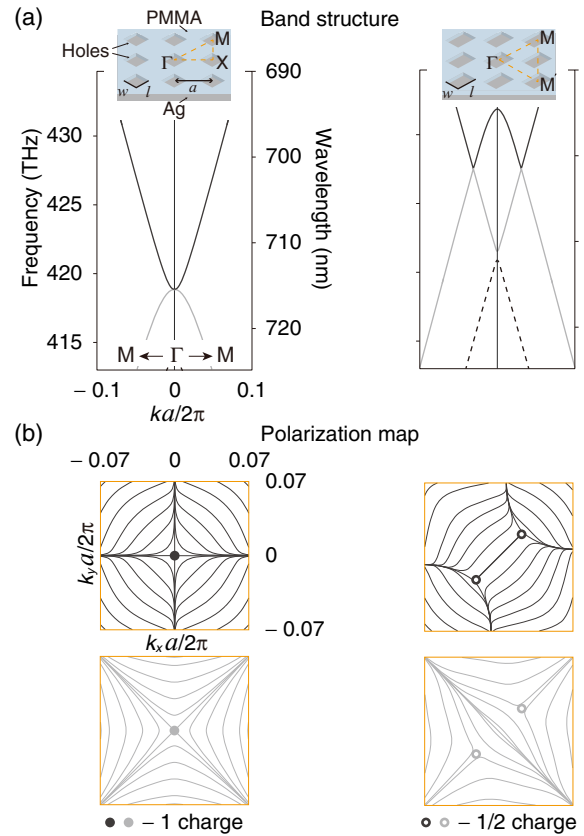 (a)
Band structure
PMMA
Holes
M
Γ
X
w
l
a
Ag
Γ
M
M
w
l
Frequency (THz)
430
425
420
415
Wavelength (nm)
690
700
710
720
M ← Γ → M
− 0.1 0 0.1
ka/2π
(b)
Polarization map
− 0.07 0 0.07
0.07
0
− 0.07
kya/2π
kxa/2π
− 1 charge
− 1/2 charge